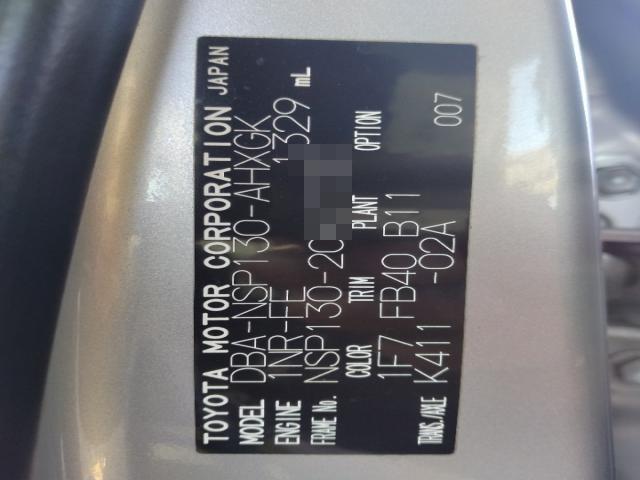 TOYOTA MOTOR CORPORATION JAPAN
MODEL DBA-NSP130-AHXGK
ENGINE 1NR-FE 1329 mL
FRAME No. NSP130-20
COLOR TRIM PLANT OPTION
1F7 FB40 B11
TRANS./AXLE K411 -02A 007